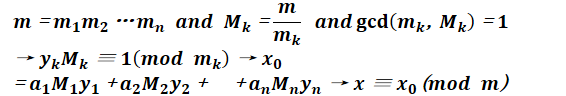 m = m₁m₂ ⋯mₙ and Mₖ = m/mₖ and gcd(mₖ, Mₖ) = 1
→ yₖMₖ ≡ 1(mod mₖ) → x₀
= a₁M₁y₁ + a₂M₂y₂ + + aₙMₙyₙ → x ≡ x₀ (mod m)